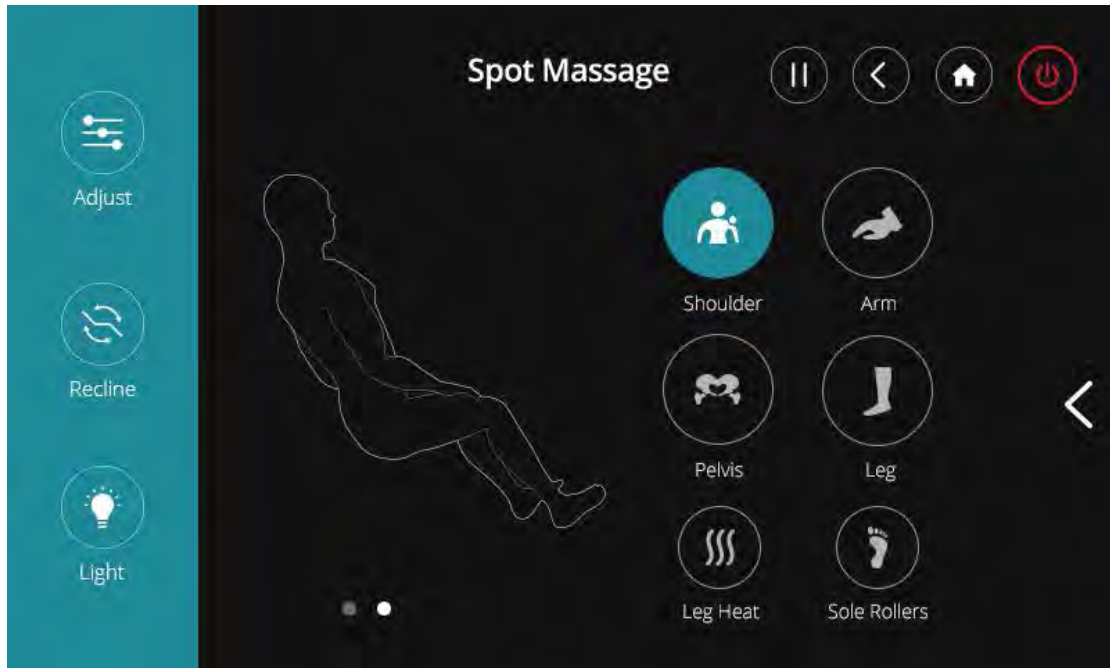 Spot Massage
Adjust
Recline
Light
Shoulder
Arm
Pelvis
Leg
Leg Heat
Sole Rollers